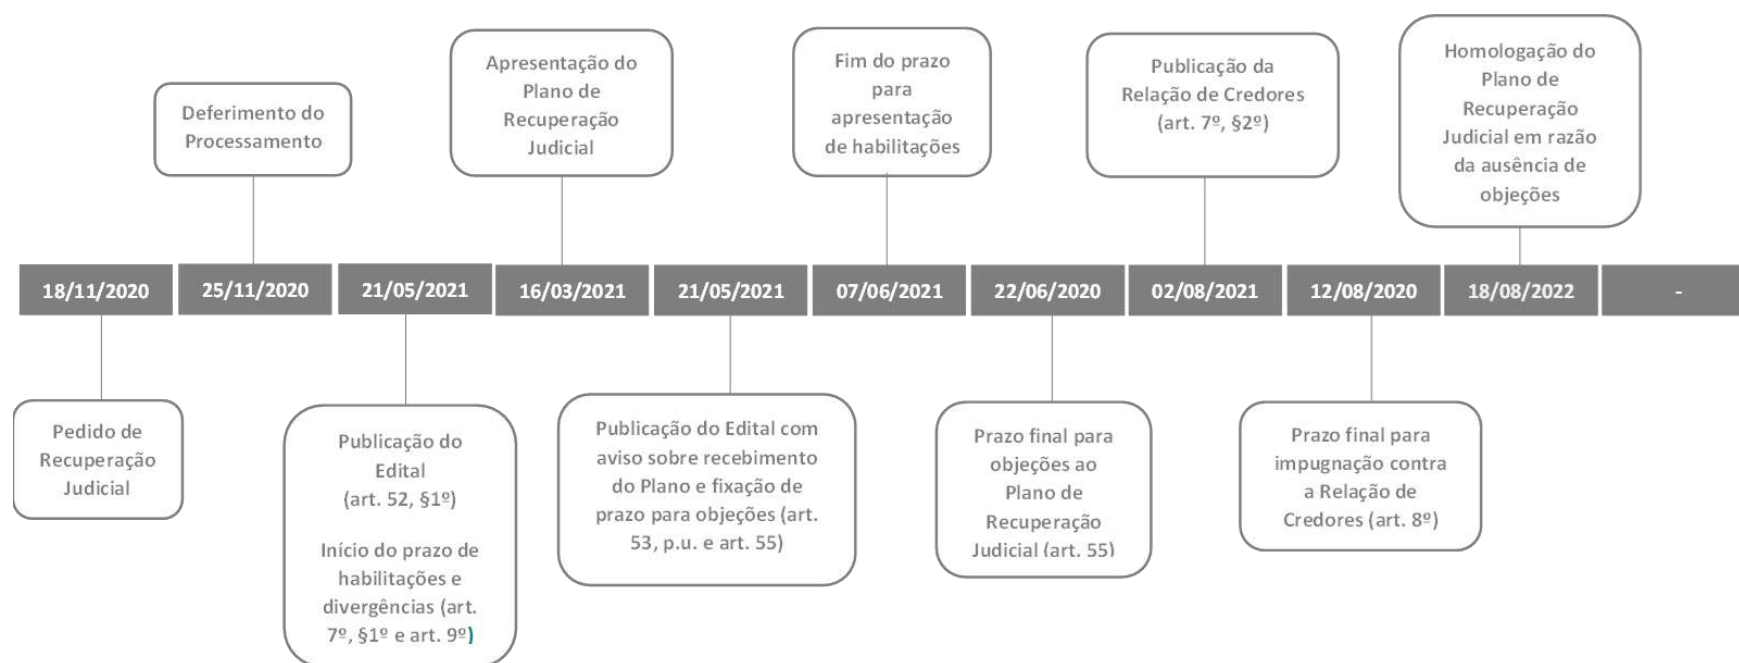 Deferimento do
Processamento
Apresentação do
Plano de
Recuperação
Judicial
Fim do prazo
para
apresentação
de habilitações
Publicação da
Relação de Credores
(art. 7º, §2º)
Homologação do
Plano de
Recuperação
Judicial em razão
da ausência de
objeções
18/11/2020
25/11/2020
21/05/2021
16/03/2021
21/05/2021
07/06/2021
22/06/2020
02/08/2021
12/08/2020
18/08/2022
-
Pedido de
Recuperação
Judicial
Publicação do
Edital
(art. 52, §1º)
Início do prazo de
habilitações e
divergências (art.
7º, §1º e art. 9º)
Publicação do Edital com
aviso sobre recebimento
do Plano e fixação de
prazo para objeções (art.
53, p.u. e art. 55)
Prazo final para
objeções ao
Plano de
Recuperação
Judicial (art. 55)
Prazo final para
impugnação contra
a Relação de
Credores (art. 8º)